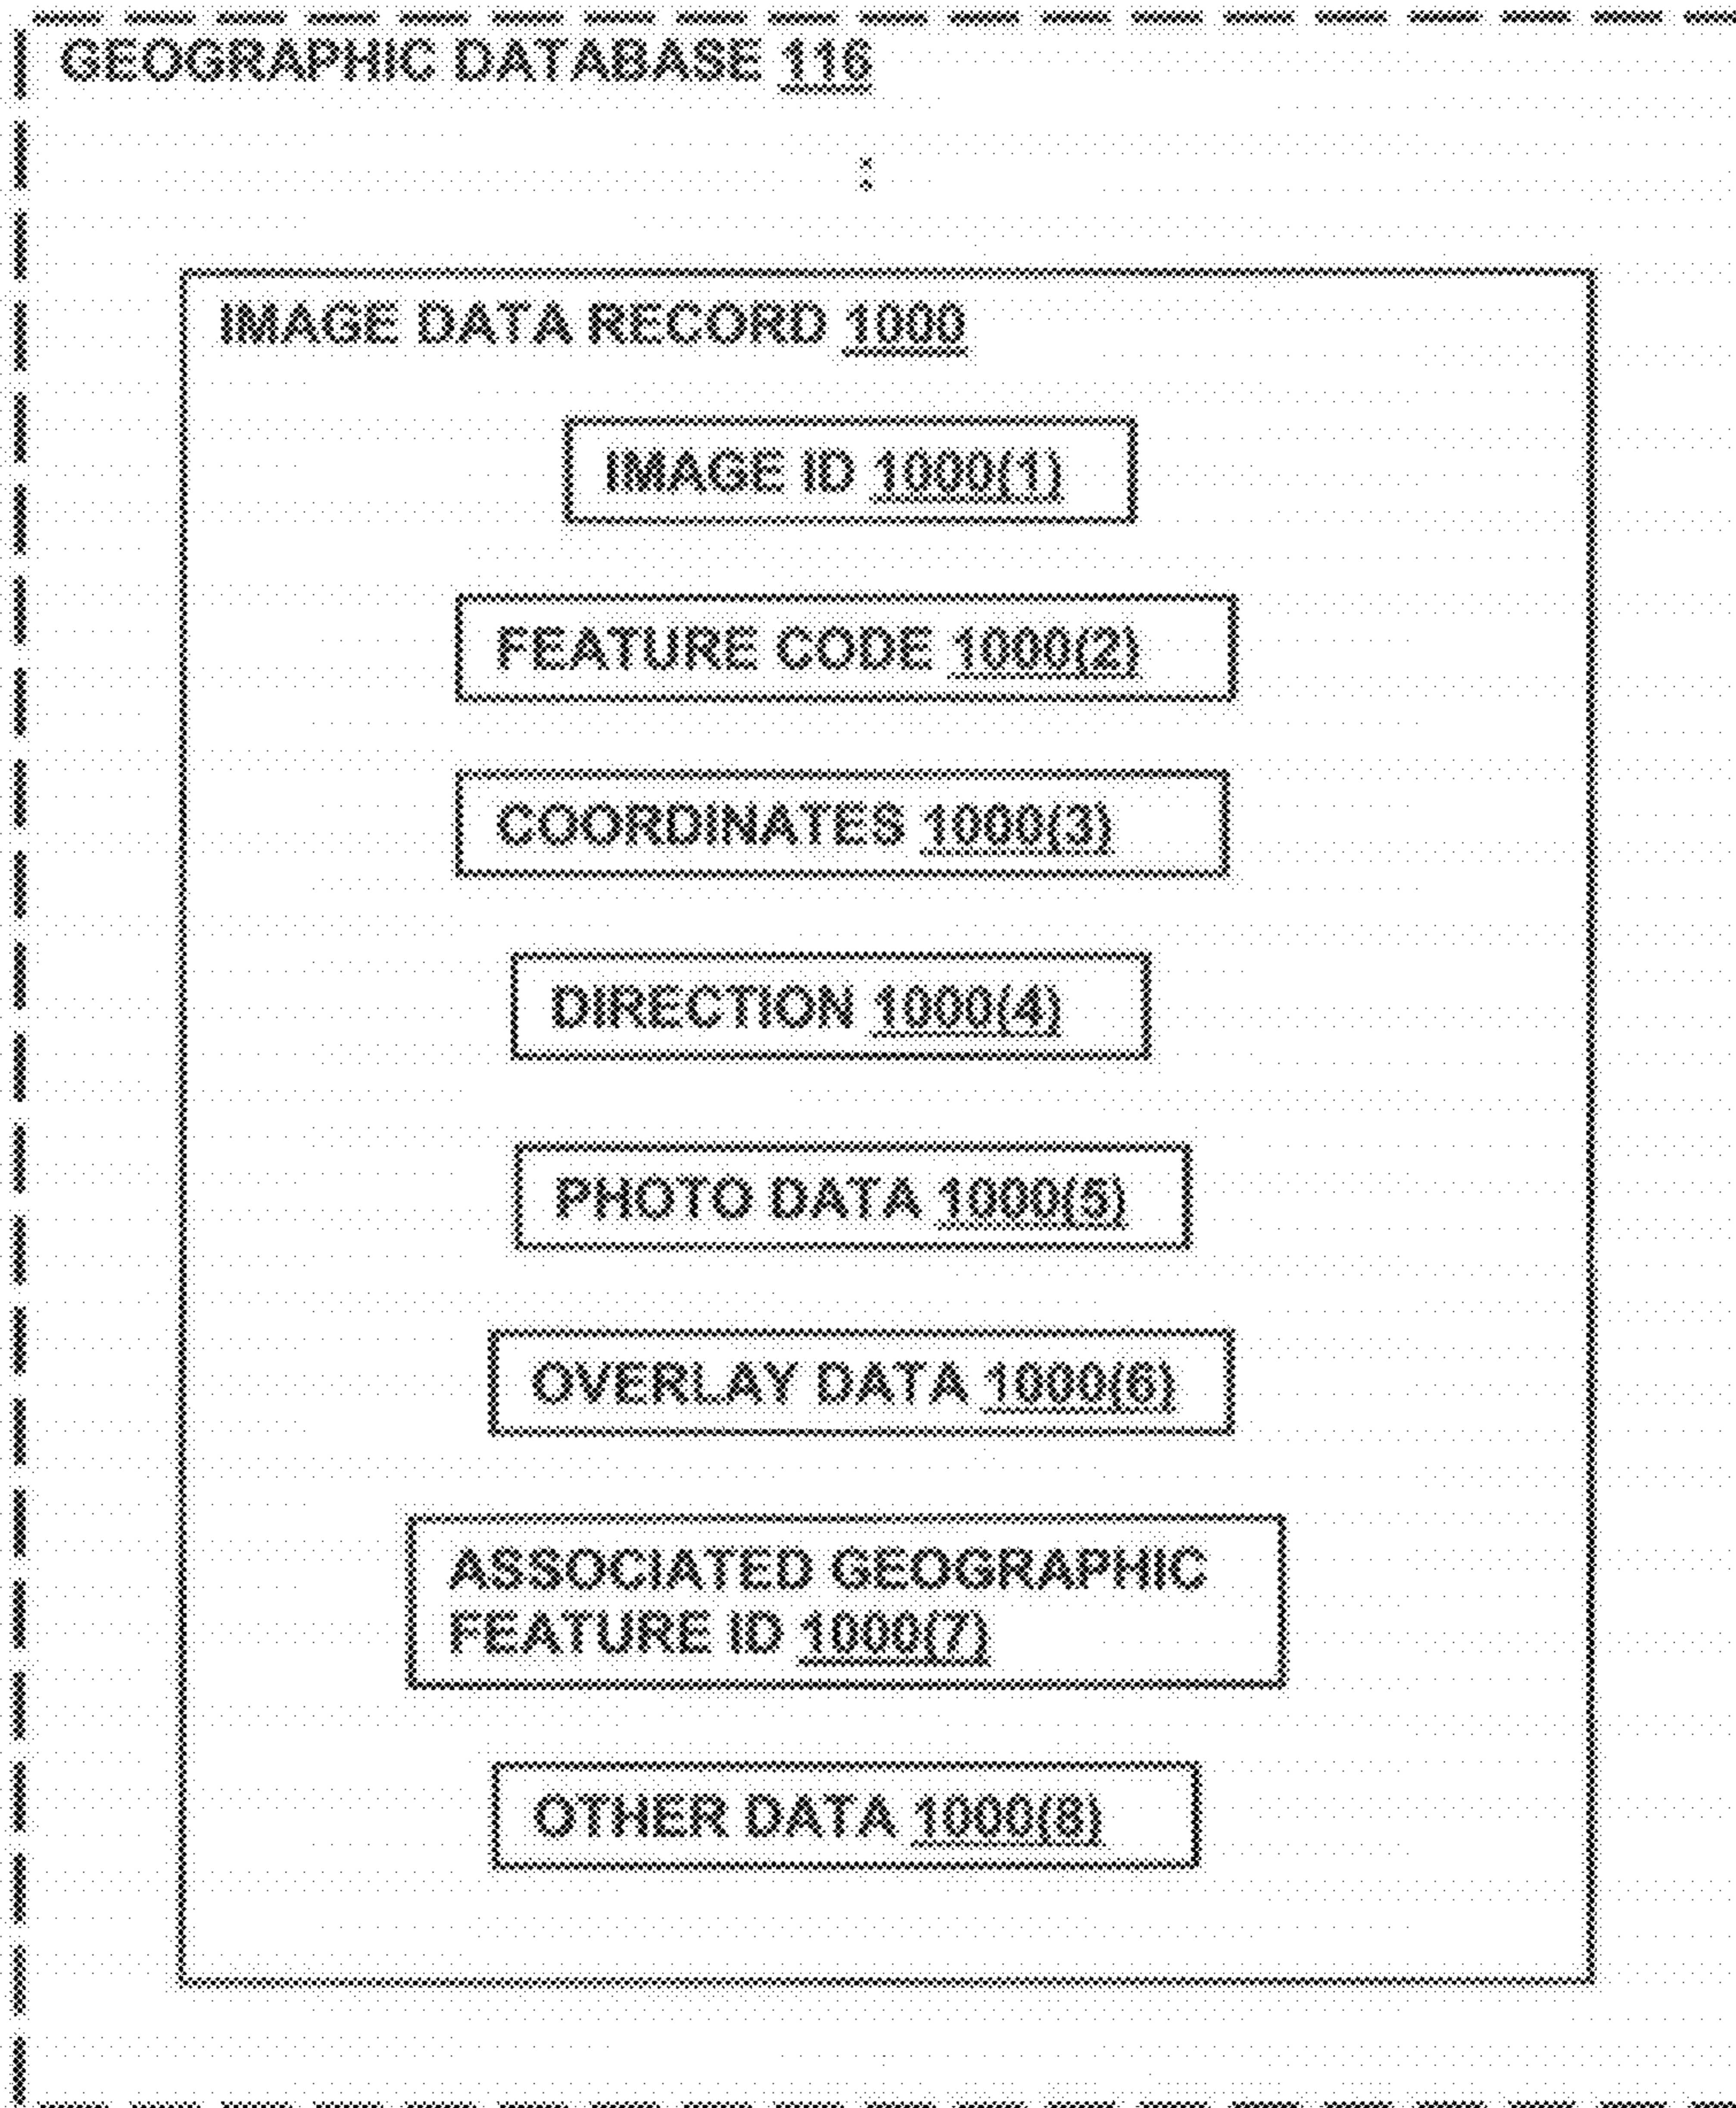 GEOGRAPHIC DATABASE 116
:
IMAGE DATA RECORD 1000
IMAGE ID 1000(1)
FEATURE CODE 1000(2)
COORDINATES 1000(3)
DIRECTION 1000(4)
PHOTO DATA 1000(5)
OVERLAY DATA 1000(6)
ASSOCIATED GEOGRAPHIC
FEATURE ID 1000(7)
OTHER DATA 1000(8)